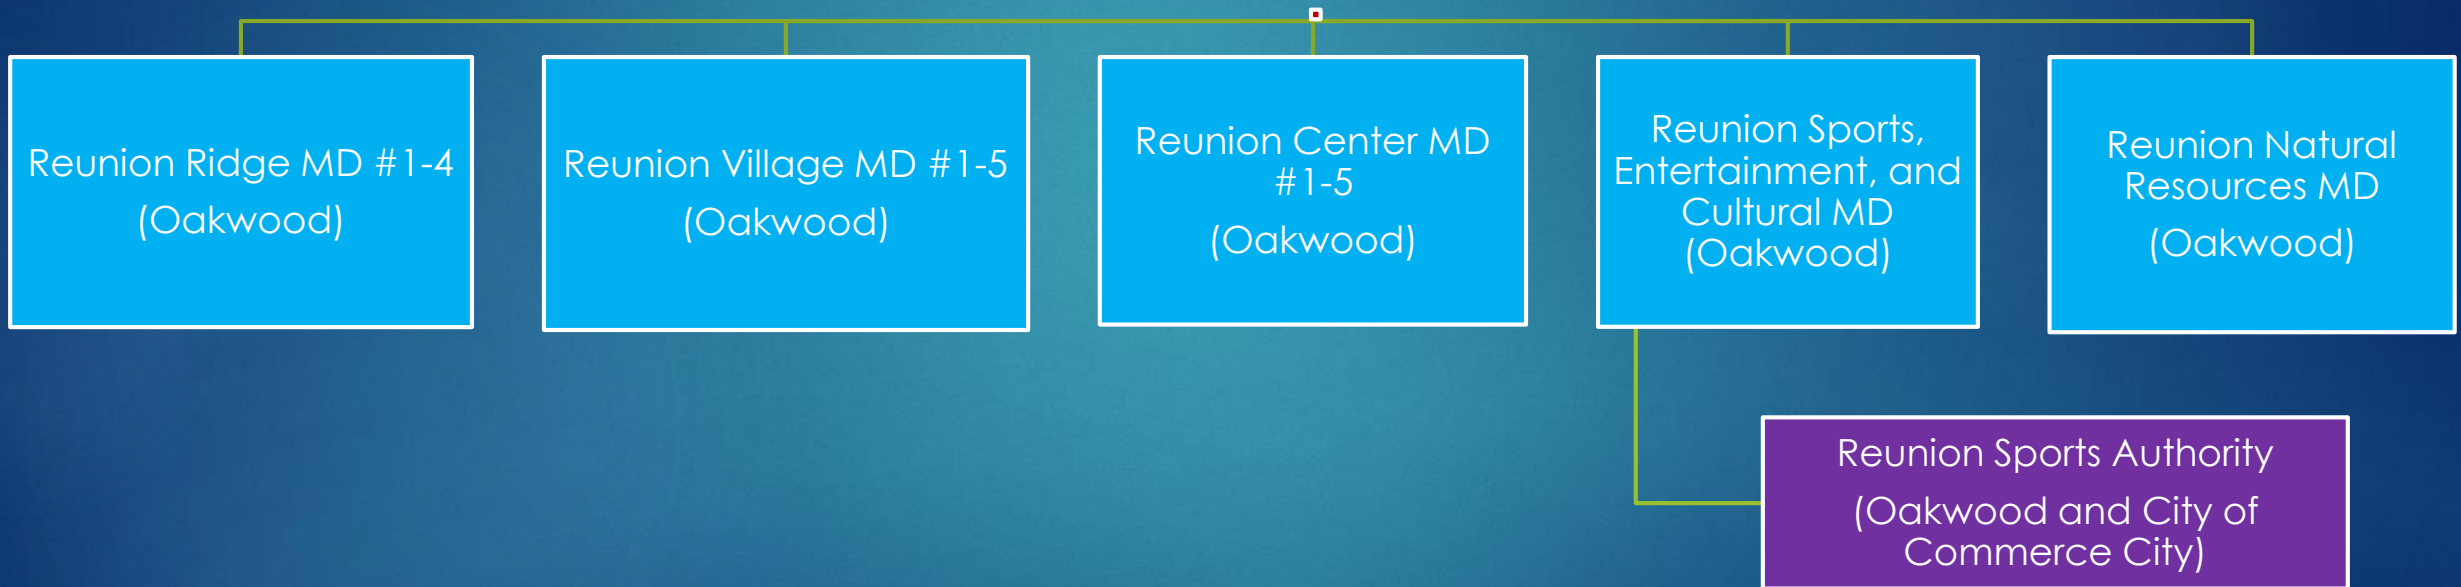 Reunion Ridge MD #1-4
(Oakwood)
Reunion Village MD #1-5
(Oakwood)
Reunion Center MD
#1-5
(Oakwood)
Reunion Sports,
Entertainment, and
Cultural MD
(Oakwood)
Reunion Natural
Resources MD
(Oakwood)
Reunion Sports Authority
(Oakwood and City of
Commerce City)